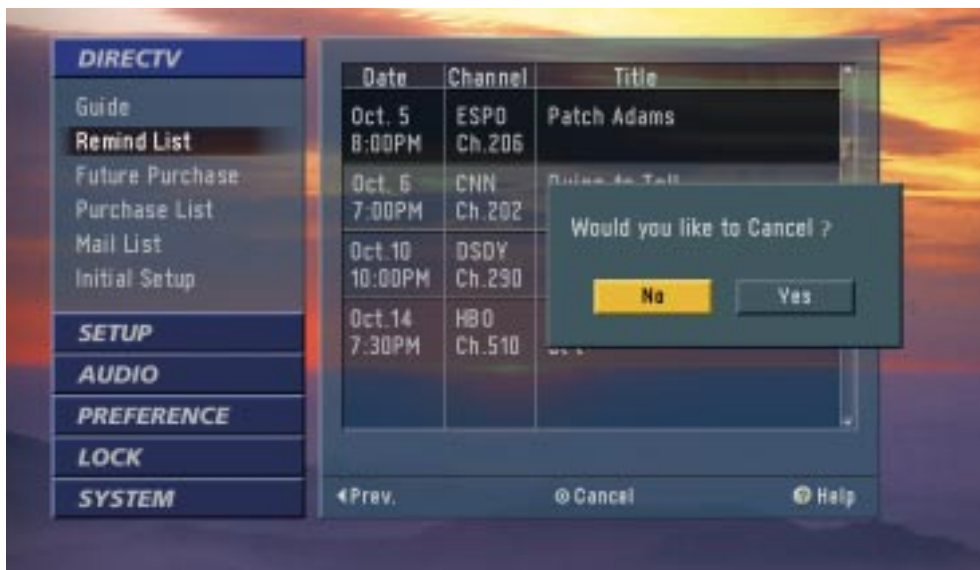 DIRECTV
Guide
Remind List
Future Purchase
Purchase List
Mail List
Initial Setup
SETUP
AUDIO
PREFERENCE
LOCK
SYSTEM
Date Channel Title
Oct. 5 ESPO Patch Adams
8:00PM Ch.206
Oct. 6 CNN
7:00PM Ch.202
Oct.10 DSDY
10:00PM Ch.290
Oct.14 HBO
7:30PM Ch.510
Would you like to Cancel ?
No Yes
Prev. Cancel Help